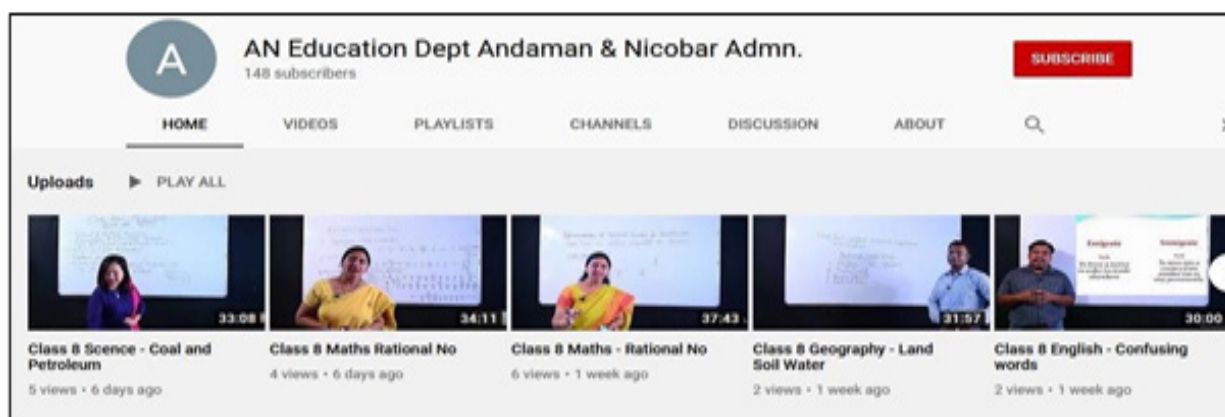 A
AN Education Dept Andaman & Nicobar Admn.
148 subscribers
SUBSCRIBE
HOME VIDEOS PLAYLISTS CHANNELS DISCUSSION ABOUT
Uploads PLAY ALL
33:08 34:11 37:43 31:57 30:00
Emigrate Immigrate
Class 8 Scence - Coal and
Petroleum
5 views • 6 days ago
Class 8 Maths Rational No
4 views • 6 days ago
Class 8 Maths - Rational No
6 views • 1 week ago
Class 8 Geography - Land
Soil Water
2 views • 1 week ago
Class 8 English - Confusing
words
2 views • 1 week ago